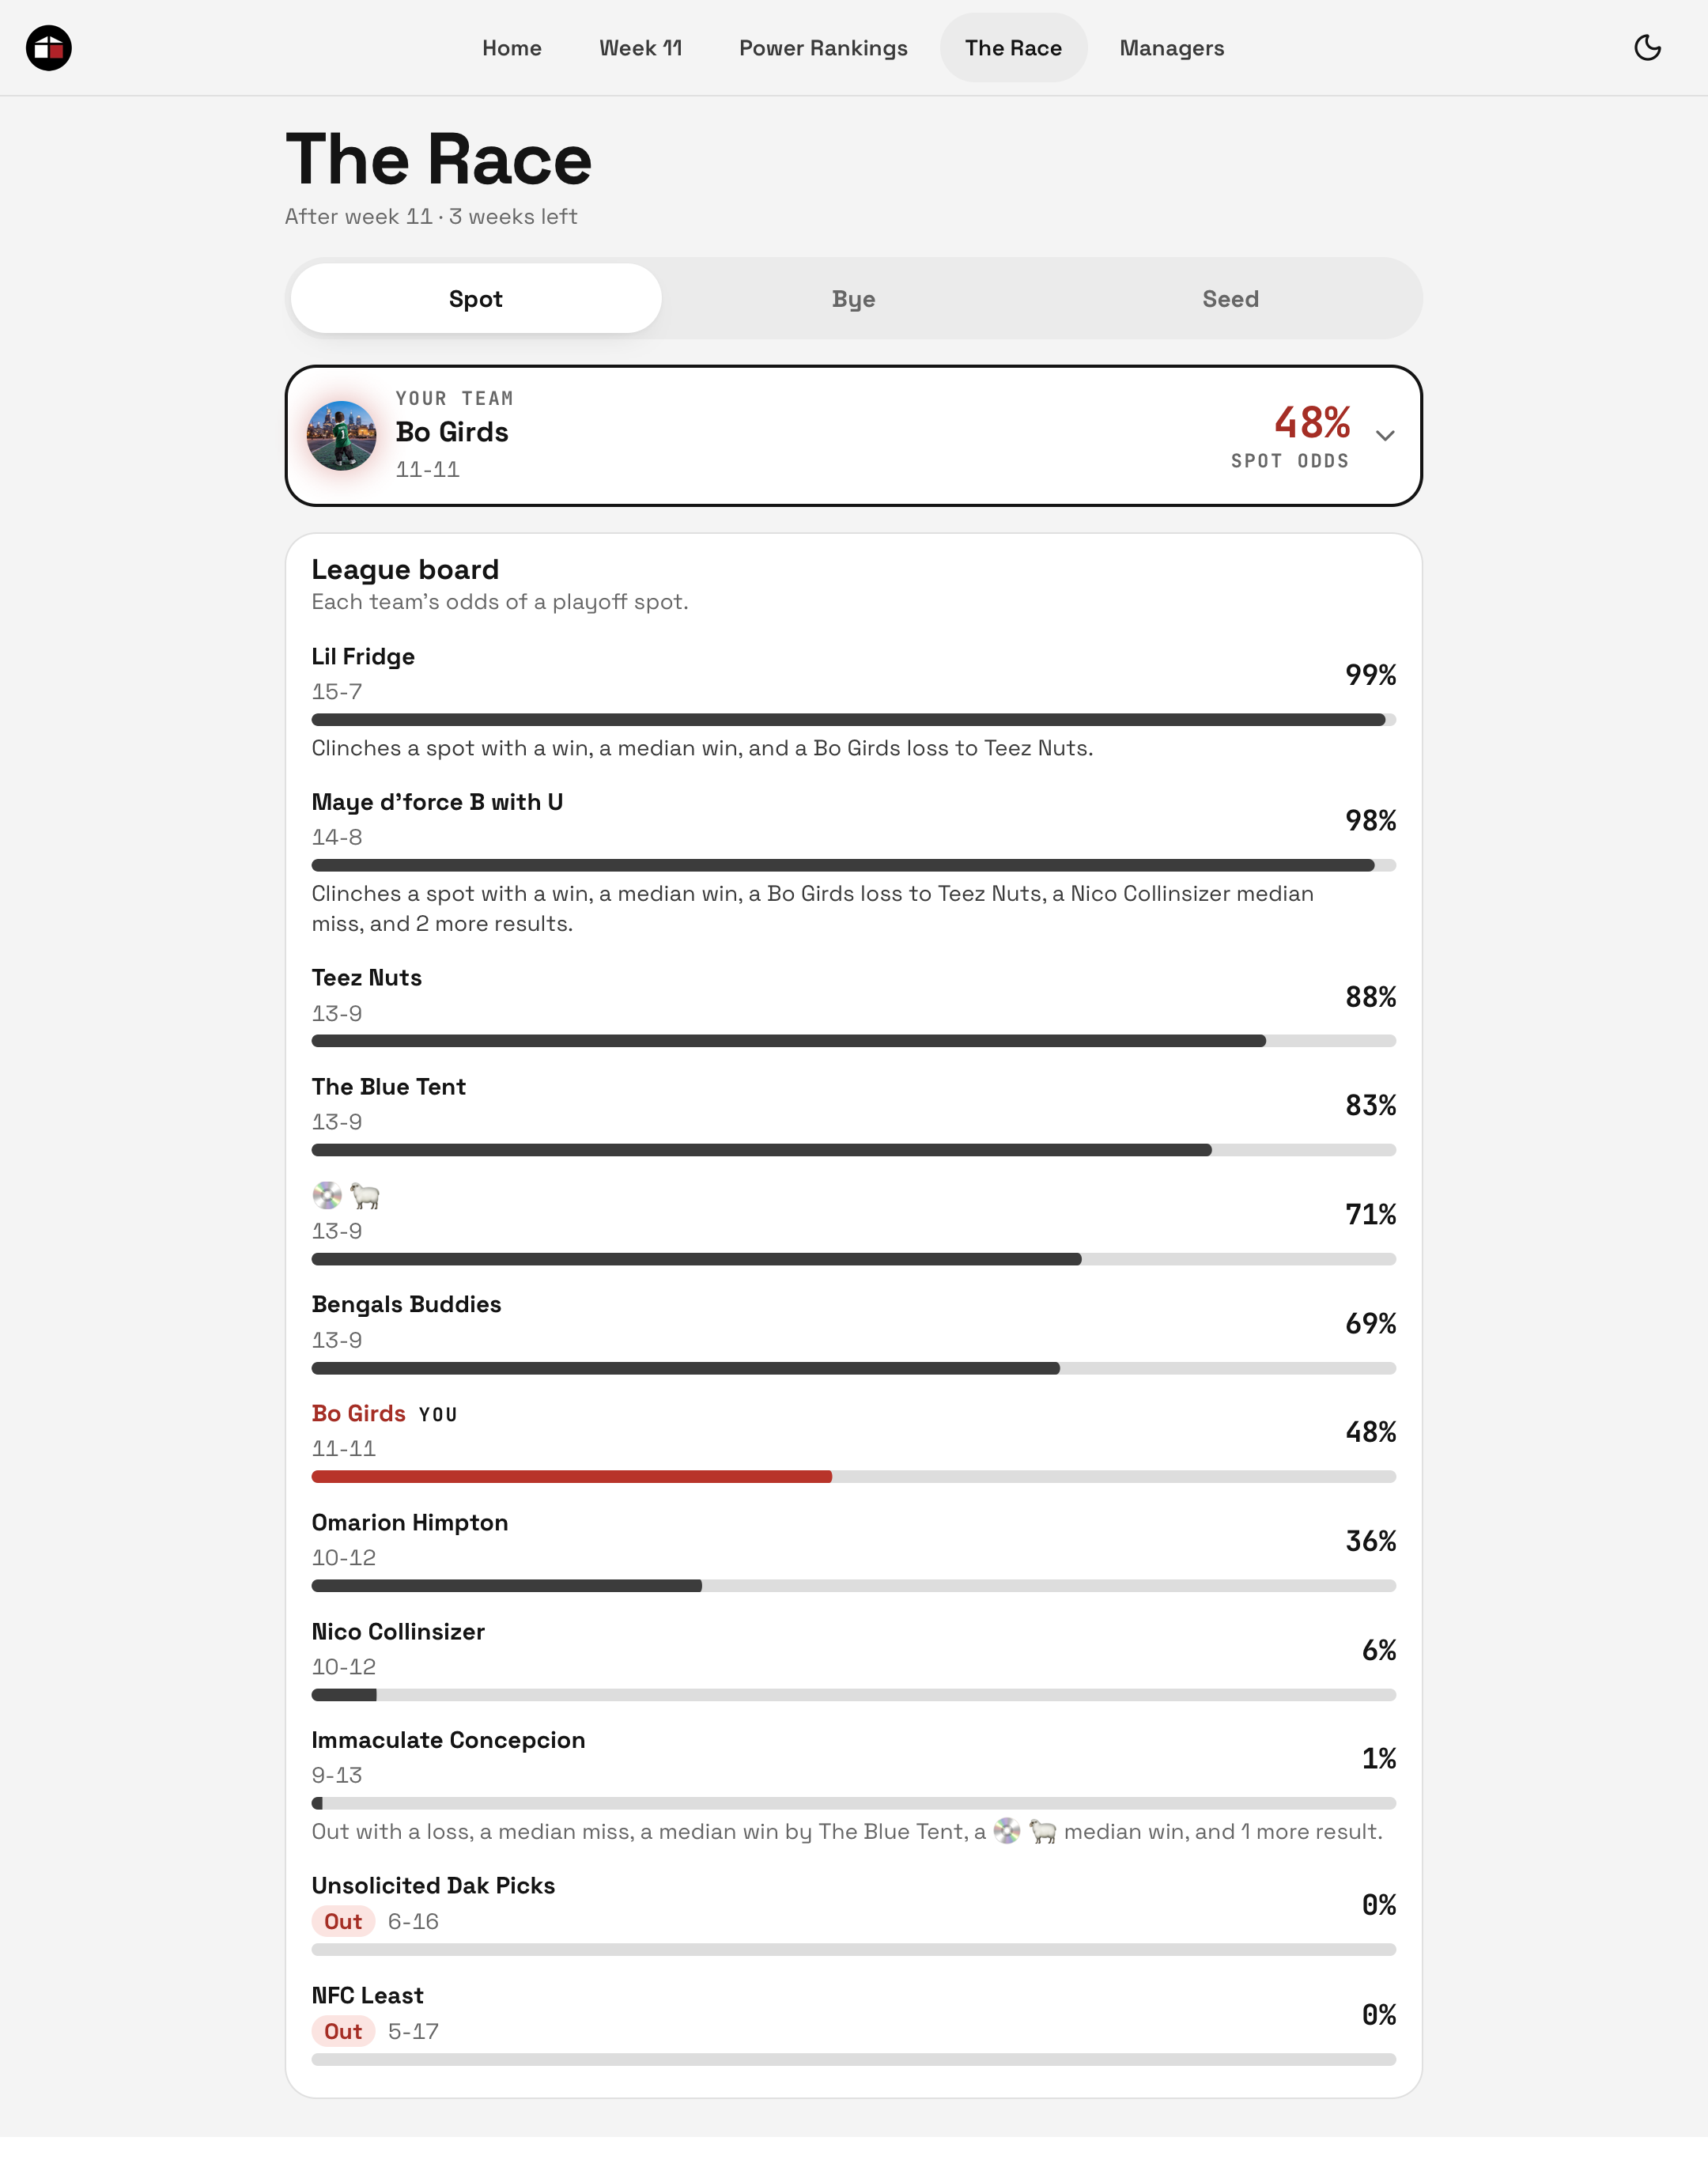 Home
Week 11
Power Rankings
The Race
Managers
The Race
After week 11 · 3 weeks left
Spot
Bye
Seed
YOUR TEAM
Bo Girds
11-11
48%
SPOT ODDS
League board
Each team’s odds of a playoff spot.
Lil Fridge
15-7
99%
Clinches a spot with a win, a median win, and a Bo Girds loss to Teez Nuts.
Maye d’force B with U
14-8
98%
Clinches a spot with a win, a median win, a Bo Girds loss to Teez Nuts, a Nico Collinsizer median
miss, and 2 more results.
Teez Nuts
13-9
88%
The Blue Tent
13-9
83%
💿 🐑
13-9
71%
Bengals Buddies
13-9
69%
Bo Girds YOU
11-11
48%
Omarion Himpton
10-12
36%
Nico Collinsizer
10-12
6%
Immaculate Concepcion
9-13
1%
Out with a loss, a median miss, a median win by The Blue Tent, a 💿 🐑 median win, and 1 more result.
Unsolicited Dak Picks
Out 6-16
0%
NFC Least
Out 5-17
0%